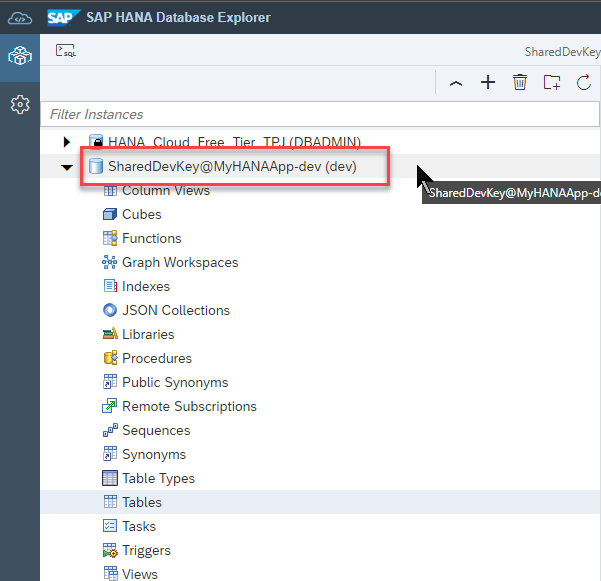 SAP SAP HANA Database Explorer
SQL SharedDevKey
Filter Instances
HANA_Cloud_Free_Tier_TPJ (DBADMIN)
SharedDevKey@MyHANAApp-dev (dev)
SharedDevKey@MyHANAApp-d
Column Views
Cubes
Functions
Graph Workspaces
Indexes
JSON Collections
Libraries
Procedures
Public Synonyms
Remote Subscriptions
Sequences
Synonyms
Table Types
Tables
Tasks
Triggers
Views